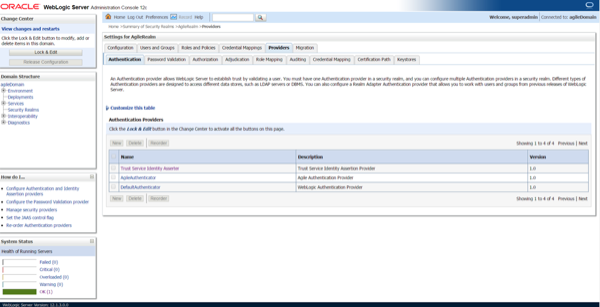 ORACLE WebLogic Server Administration Console 12c
Change Center
View changes and restarts
Click the Lock & Edit button to modify, add or
delete items in this domain.
Lock & Edit
Release Configuration
Domain Structure
agileDomain
Environment
Deployments
Services
Security Realms
Interoperability
Diagnostics
How do I...
Configure Authentication and Identity
Assertion providers
Configure the Password Validation provider
Manage security providers
Set the JAAS control flag
Re-order Authentication providers
System Status
Health of Running Servers
Failed (0)
Critical (0)
Overloaded (0)
Warning (0)
OK (1)
WebLogic Server Version: 12.1.3.0.0
Home Log Out Preferences Record Help
Welcome, superadmin Connected to: agileDomain
Home >Summary of Security Realms >AgileRealm >Providers
Settings for AgileRealm
Configuration Users and Groups Roles and Policies Credential Mappings Providers Migration
Authentication Password Validation Authorization Adjudication Role Mapping Auditing Credential Mapping Certification Path Keystores
An Authentication provider allows WebLogic Server to establish trust by validating a user. You must have one Authentication provider in a security realm, and you can configure multiple Authentication providers in a security realm. Different types of
Authentication providers are designed to access different data stores, such as LDAP servers or DBMS. You can also configure a Realm Adapter Authentication provider that allows you to work with users and groups from previous releases of WebLogic
Server.
Customize this table
Authentication Providers
Click the Lock & Edit button in the Change Center to activate all the buttons on this page.
New Delete Reorder Showing 1 to 4 of 4 Previous | Next
Name Description Version
Trust Service Identity Asserter Trust Service Identity Assertion Provider 1.0
AgileAuthenticator Agile Authentication Provider 1.0
DefaultAuthenticator WebLogic Authentication Provider 1.0
New Delete Reorder Showing 1 to 4 of 4 Previous | Next